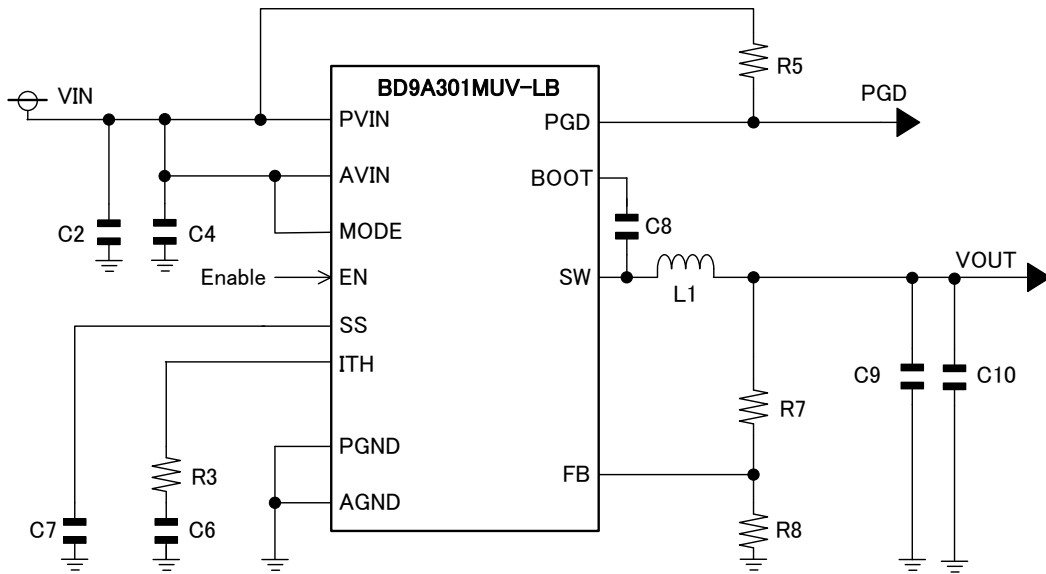 BD9A301MUV-LB
VIN
R5
PGD
PVIN
PGD
AVIN
BOOT
C2
C4
MODE
C8
Enable
EN
SW
VOUT
L1
SS
ITH
C9
C10
R7
PGND
R3
FB
AGND
C7
C6
R8